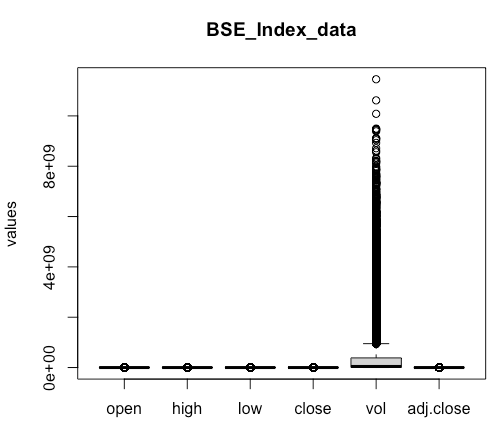 BSE_Index_data
values
8e+09
4e+09
0e+00
open high low close vol adj.close